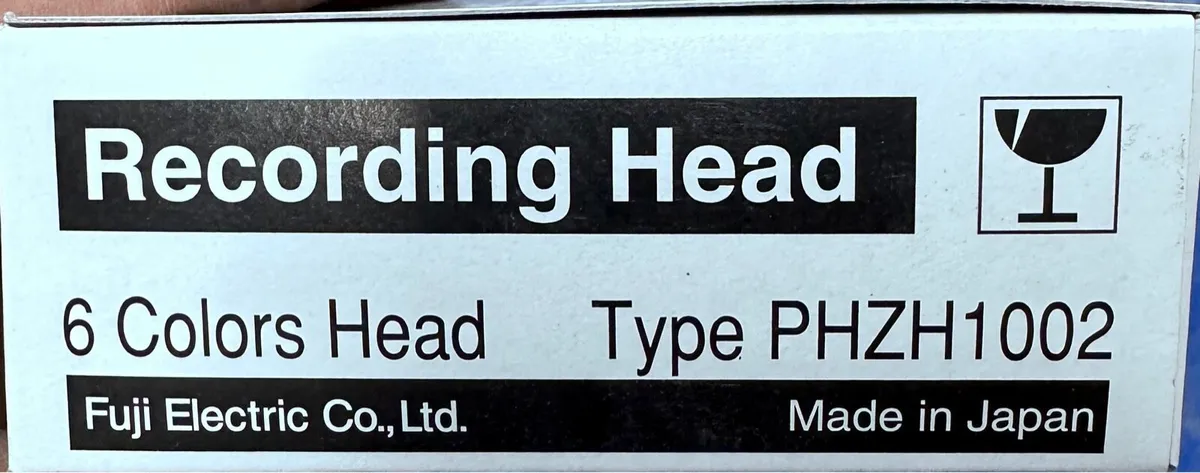 Recording Head
6 Colors Head Type PHZH1002
Fuji Electric Co., Ltd. Made in Japan